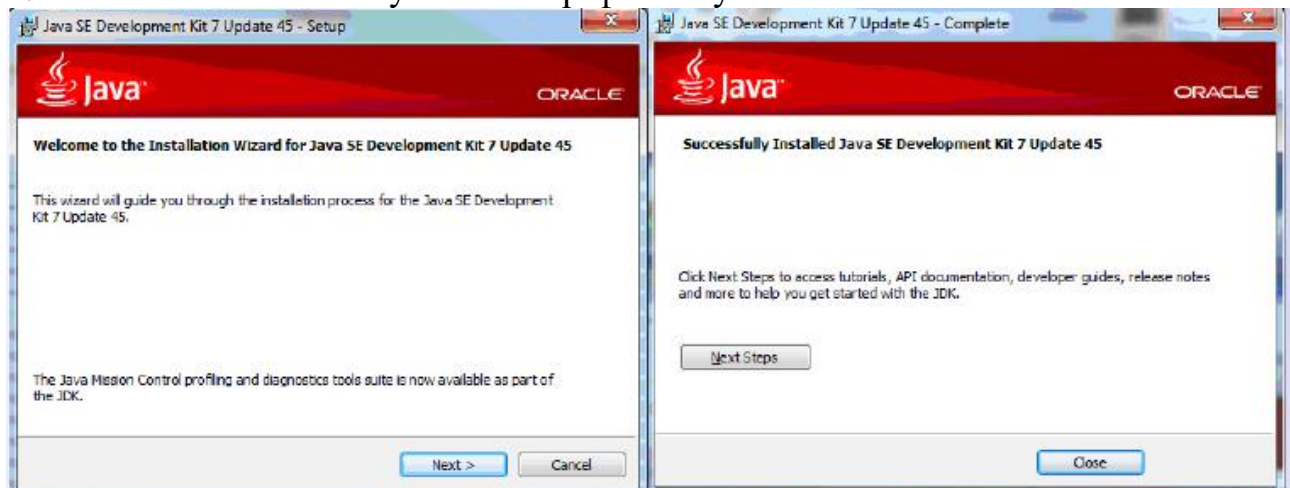 Java SE Development Kit 7 Update 45 - Setup
Java™
ORACLE
Welcome to the Installation Wizard for Java SE Development Kit 7 Update 45
This wizard will guide you through the installation process for the Java SE Development
Kit 7 Update 45.
The Java Mission Control profiling and diagnostics tools suite is now available as part of
the JDK.
Next >
Cancel
Java SE Development Kit 7 Update 45 - Complete
Java™
ORACLE
Successfully Installed Java SE Development Kit 7 Update 45
Click Next Steps to access tutorials, API documentation, developer guides, release notes
and more to help you get started with the JDK.
Next Steps
Close